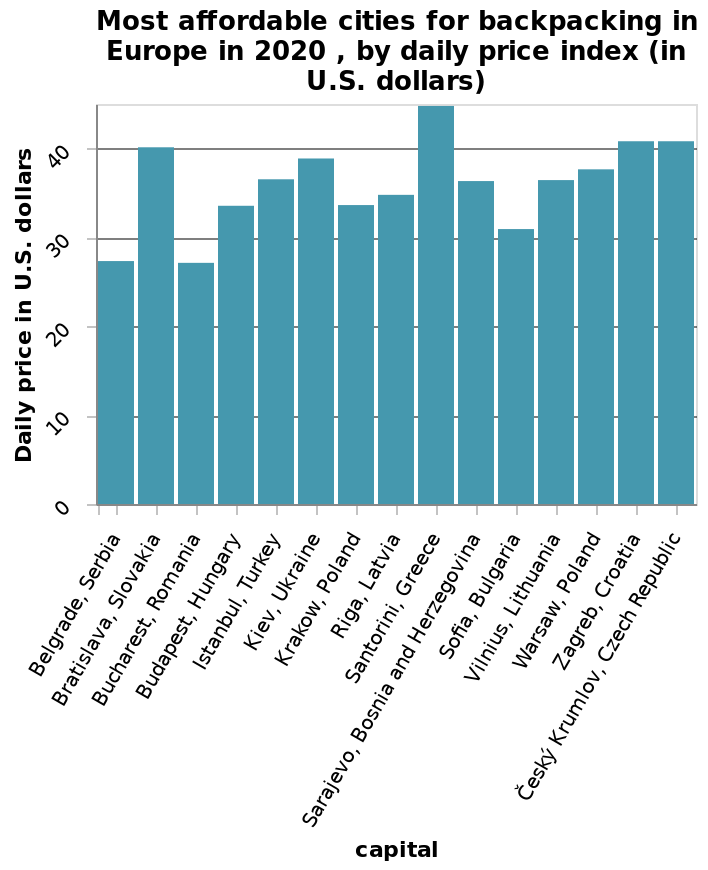 Most affordable cities for backpacking in
Europe in 2020 , by daily price index (in
U.S. dollars)
Daily price in U.S. dollars
40
30
20
10
0
Belgrade, Serbia
Bratislava, Slovakia
Bucharest, Romania
Budapest, Hungary
Istanbul, Turkey
Kiev, Ukraine
Krakow, Poland
Riga, Latvia
Santorini, Greece
Sarajevo, Bosnia and Herzegovina
Sofia, Bulgaria
Vilnius, Lithuania
Warsaw, Poland
Zagreb, Croatia
Český Krumlov, Czech Republic
capital